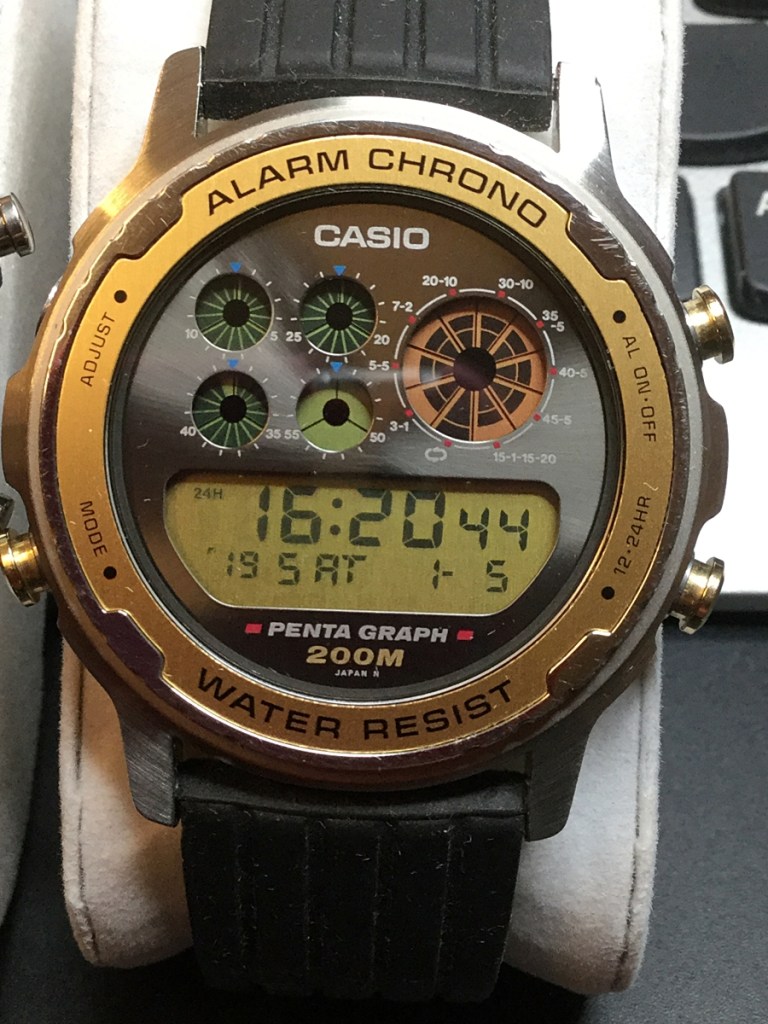 ALARM CHRONO
CASIO
20-10
30-10
7-2
35
-5
10
5
25
20
5-5
40-5
40
35
55
50
3-1
45-5
15-1-15-20
ADJUST
AL ON·OFF
MODE
12·24HR
24H
16:20 44
19 SAT 1- 5
PENTA GRAPH
200M
JAPAN N
WATER RESIST
A